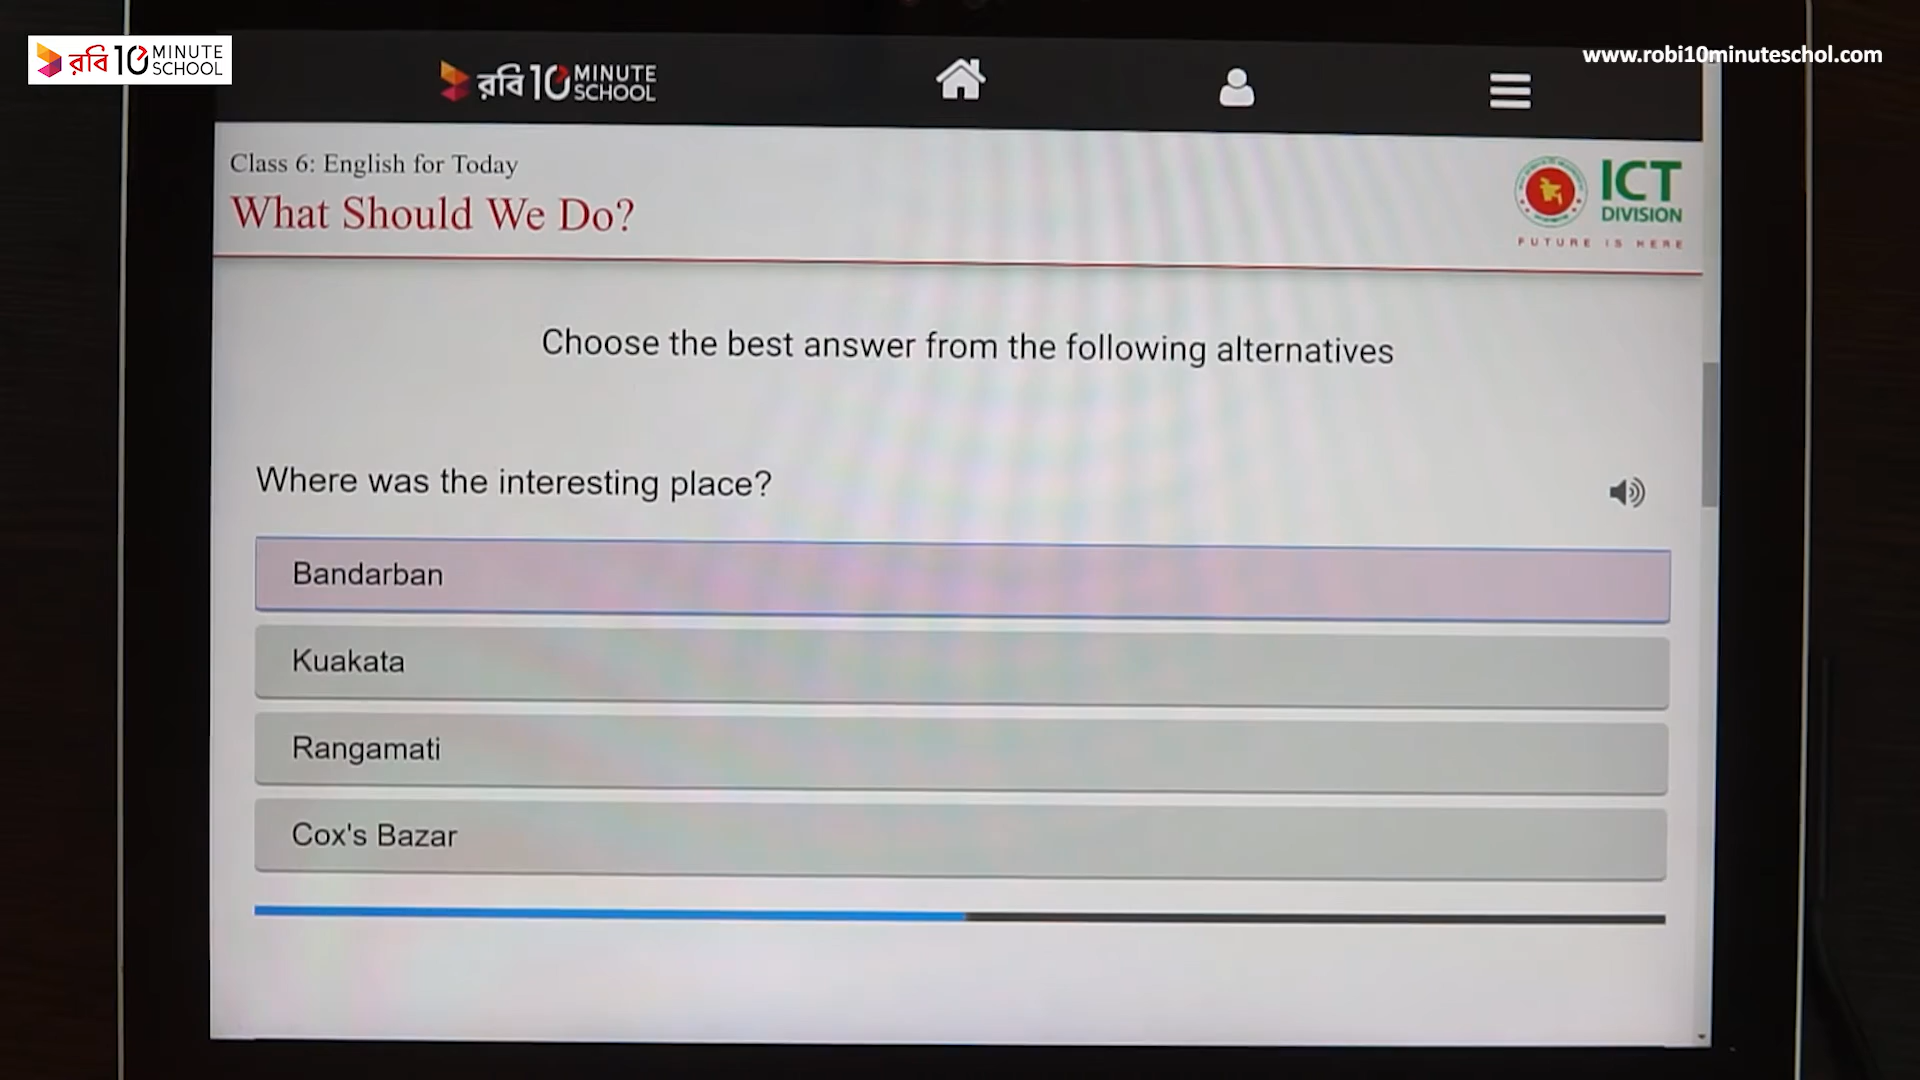 রবি 10 MINUTE SCHOOL
www.robi10minuteschol.com
রবি 10 MINUTE SCHOOL
Class 6: English for Today
What Should We Do?
ICT
DIVISION
FUTURE IS HERE
Choose the best answer from the following alternatives
Where was the interesting place?
Bandarban
Kuakata
Rangamati
Cox's Bazar